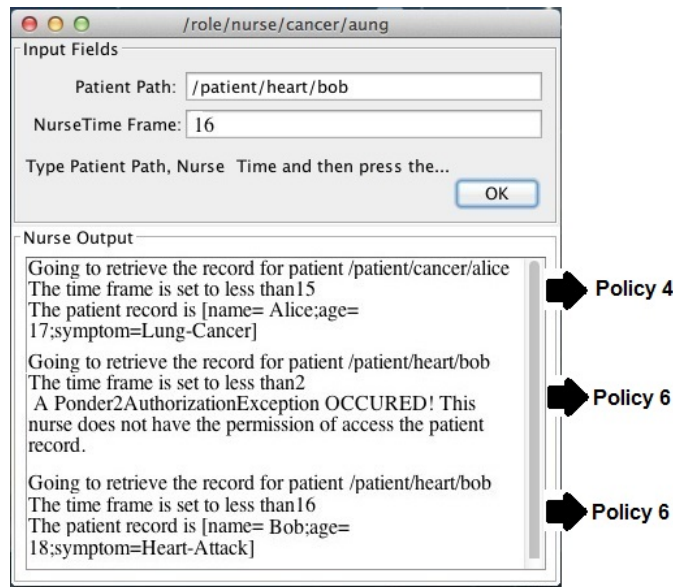 /role/nurse/cancer/aung
Input Fields
Patient Path: /patient/heart/bob
NurseTime Frame: 16
Type Patient Path, Nurse Time and then press the...
OK
Nurse Output
Going to retrieve the record for patient /patient/cancer/alice
The time frame is set to less than15
The patient record is [name= Alice;age=
17;symptom=Lung-Cancer]
Policy 4
Going to retrieve the record for patient /patient/heart/bob
The time frame is set to less than2
A Ponder2AuthorizationException OCCURED! This
nurse does not have the permission of access the patient
record.
Policy 6
Going to retrieve the record for patient /patient/heart/bob
The time frame is set to less than16
The patient record is [name= Bob;age=
18;symptom=Heart-Attack]
Policy 6